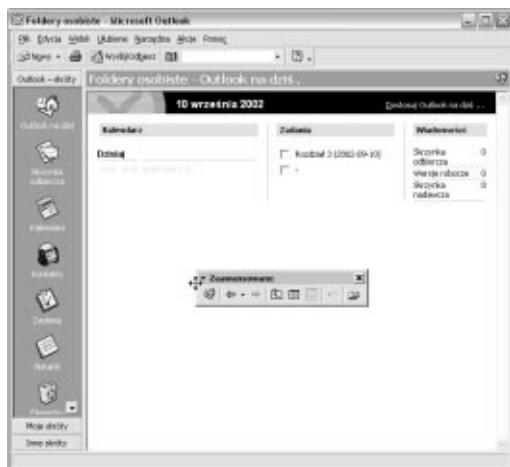 Foldery osobiste - Microsoft Outlook
Plik Edycja Widok Ulubione Narzędzia Akcje Pomoc
Nowy Wyślij/Odbierz
Outlook - skróty
Foldery osobiste - Outlook na dziś .
Outlook na dziś
Skrzynka odbiorcza
Kalendarz
Kontakty
Zadania
Notatki
Moje skróty
Inne skróty
10 września 2002
Dostosuj Outlook na dziś ...
Kalendarz
Dzisiaj
Zadania
Rozdział 3 (2002-09-10)
Wiadomości
Skrzynka odbiorcza 0
Wersje robocze 0
Skrzynka nadawcza 0
Zaawansowane